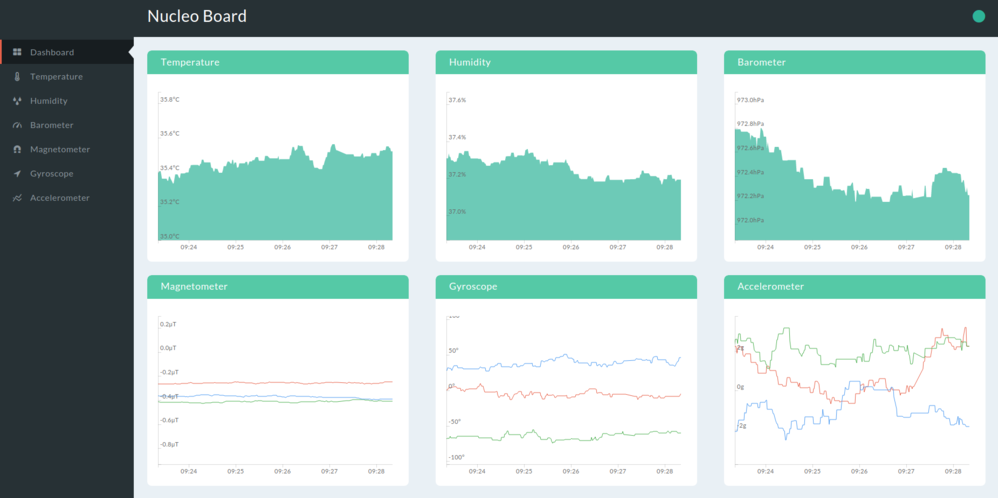 Nucleo Board
Dashboard
Temperature
Humidity
Barometer
Magnetometer
Gyroscope
Accelerometer
Temperature
35.8°C
35.6°C
35.4°C
35.2°C
35.0°C
09:24 09:25 09:26 09:27 09:28
Humidity
37.6%
37.4%
37.2%
37.0%
09:24 09:25 09:26 09:27 09:28
Barometer
973.0hPa
972.8hPa
972.6hPa
972.4hPa
972.2hPa
972.0hPa
09:24 09:25 09:26 09:27 09:28
Magnetometer
0.2µT
0.0µT
-0.2µT
-0.4µT
-0.6µT
-0.8µT
09:24 09:25 09:26 09:27 09:28
Gyroscope
50°
0°
-50°
-100°
09:24 09:25 09:26 09:27 09:28
Accelerometer
0g
-2g
09:24 09:25 09:26 09:27 09:28